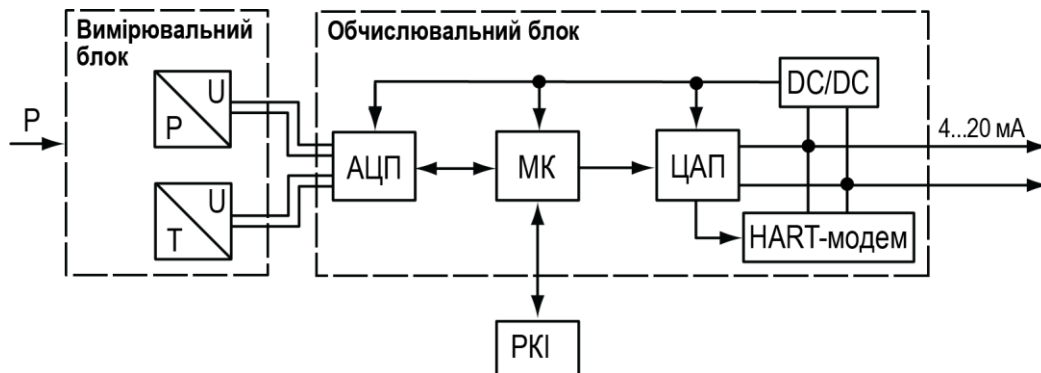 Вимірювальний
блок
Обчислювальний блок
P
U
P
U
T
АЦП
МК
ЦАП
DC/DC
4...20 мА
HART-модем
РКІ